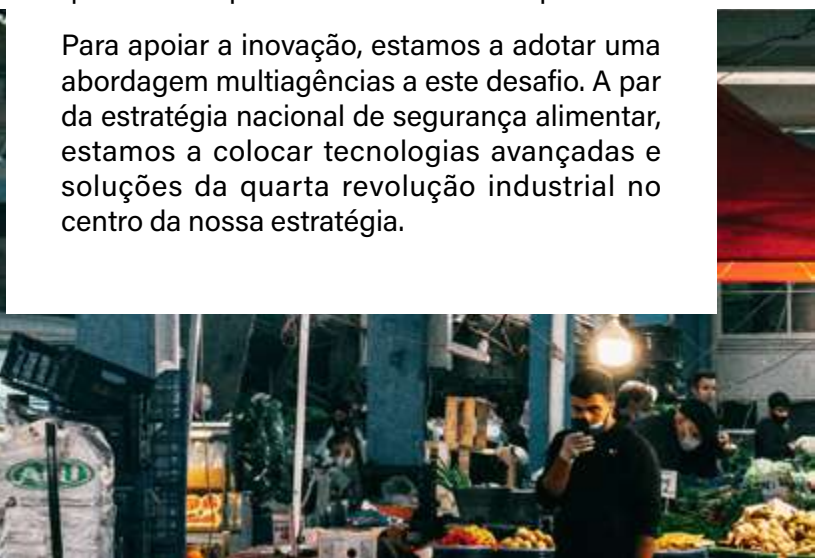 Para apoiar a inovação, estamos a adotar uma
abordagem multiagências a este desafio. A par
da estratégia nacional de segurança alimentar,
estamos a colocar tecnologias avançadas e
soluções da quarta revolução industrial no
centro da nossa estratégia.